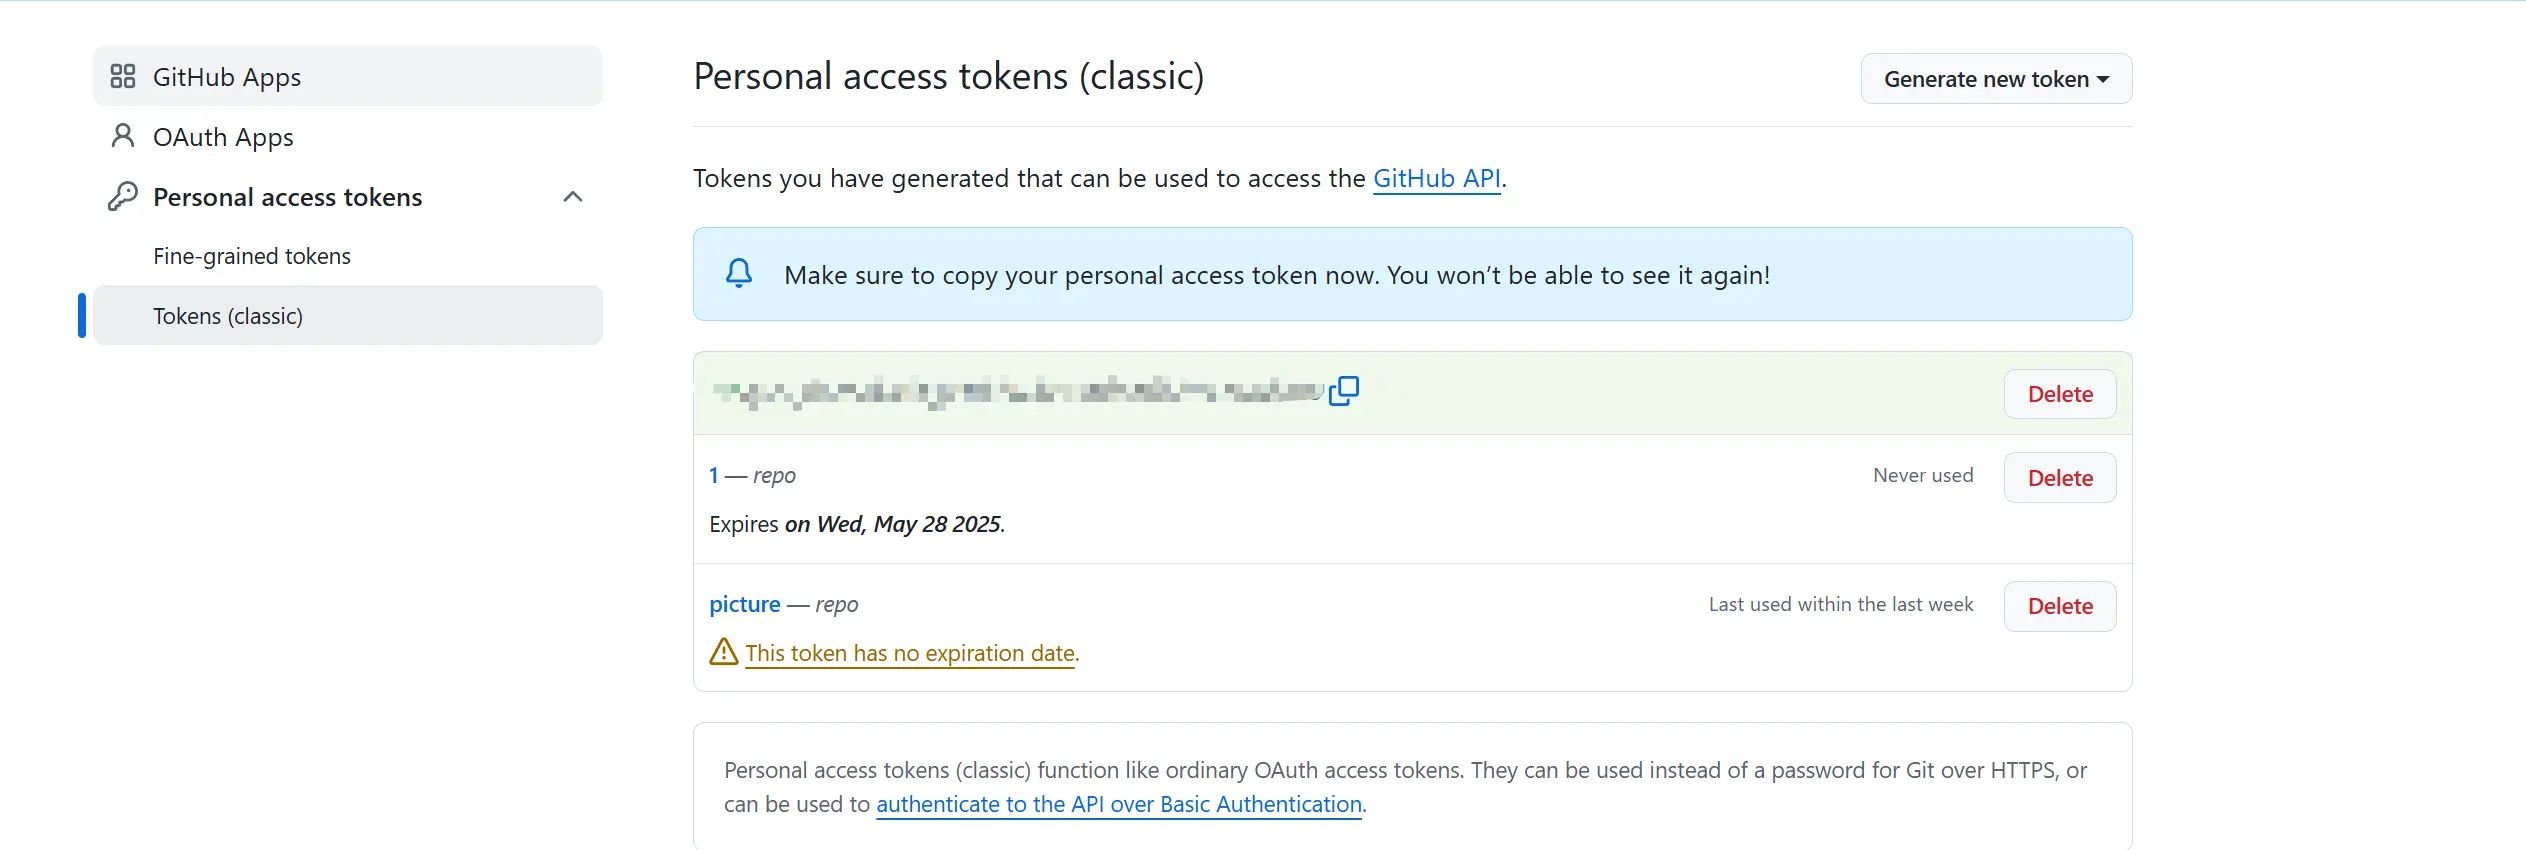 GitHub Apps
OAuth Apps
Personal access tokens
Fine-grained tokens
Tokens (classic)
Personal access tokens (classic)
Generate new token
Tokens you have generated that can be used to access the GitHub API.
Make sure to copy your personal access token now. You won’t be able to see it again!
Delete
1 — repo
Never used
Delete
Expires on Wed, May 28 2025.
picture — repo
Last used within the last week
Delete
This token has no expiration date.
Personal access tokens (classic) function like ordinary OAuth access tokens. They can be used instead of a password for Git over HTTPS, or
can be used to authenticate to the API over Basic Authentication.